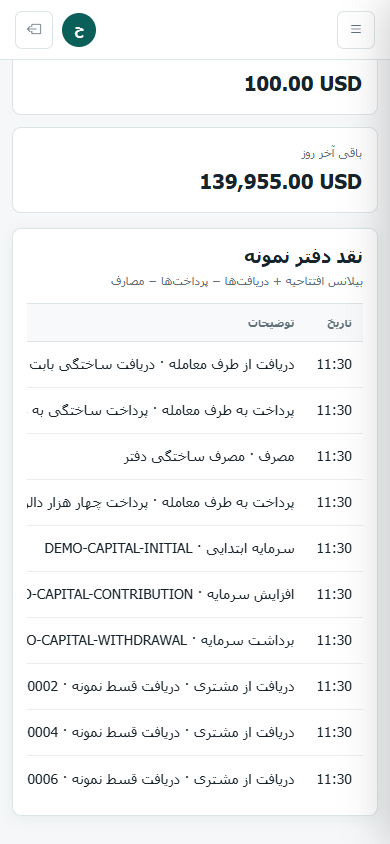 ح
100.00 USD
باقی آخر روز
139,955.00 USD
نقد دفتر نمونه
بیلانس افتتاحیه + دریافت‌ها − پرداخت‌ها − مصارف
تاریخ توضیحات
11:30 دریافت از طرف معامله · دریافت ساختگی بابت
11:30 پرداخت به طرف معامله · پرداخت ساختگی به
11:30 مصرف · مصرف ساختگی دفتر
11:30 پرداخت به طرف معامله · پرداخت چهار هزار دالر
11:30 سرمایه ابتدایی · DEMO-CAPITAL-INITIAL
11:30 افزایش سرمایه · O-CAPITAL-CONTRIBUTION
11:30 برداشت سرمایه · O-CAPITAL-WITHDRAWAL
11:30 دریافت از مشتری · دریافت قسط نمونه · 0002
11:30 دریافت از مشتری · دریافت قسط نمونه · 0004
11:30 دریافت از مشتری · دریافت قسط نمونه · 0006